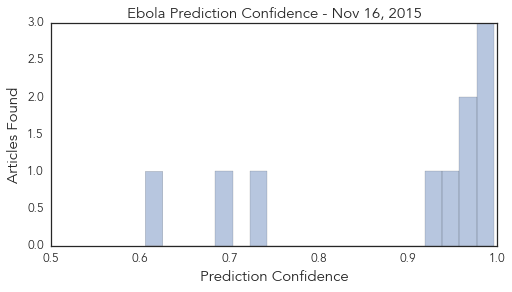 Ebola Prediction Confidence - Nov 16, 2015
Articles Found
3.0
2.5
2.0
1.5
1.0
0.5
0.0
0.5 0.6 0.7 0.8 0.9 1.0
Prediction Confidence